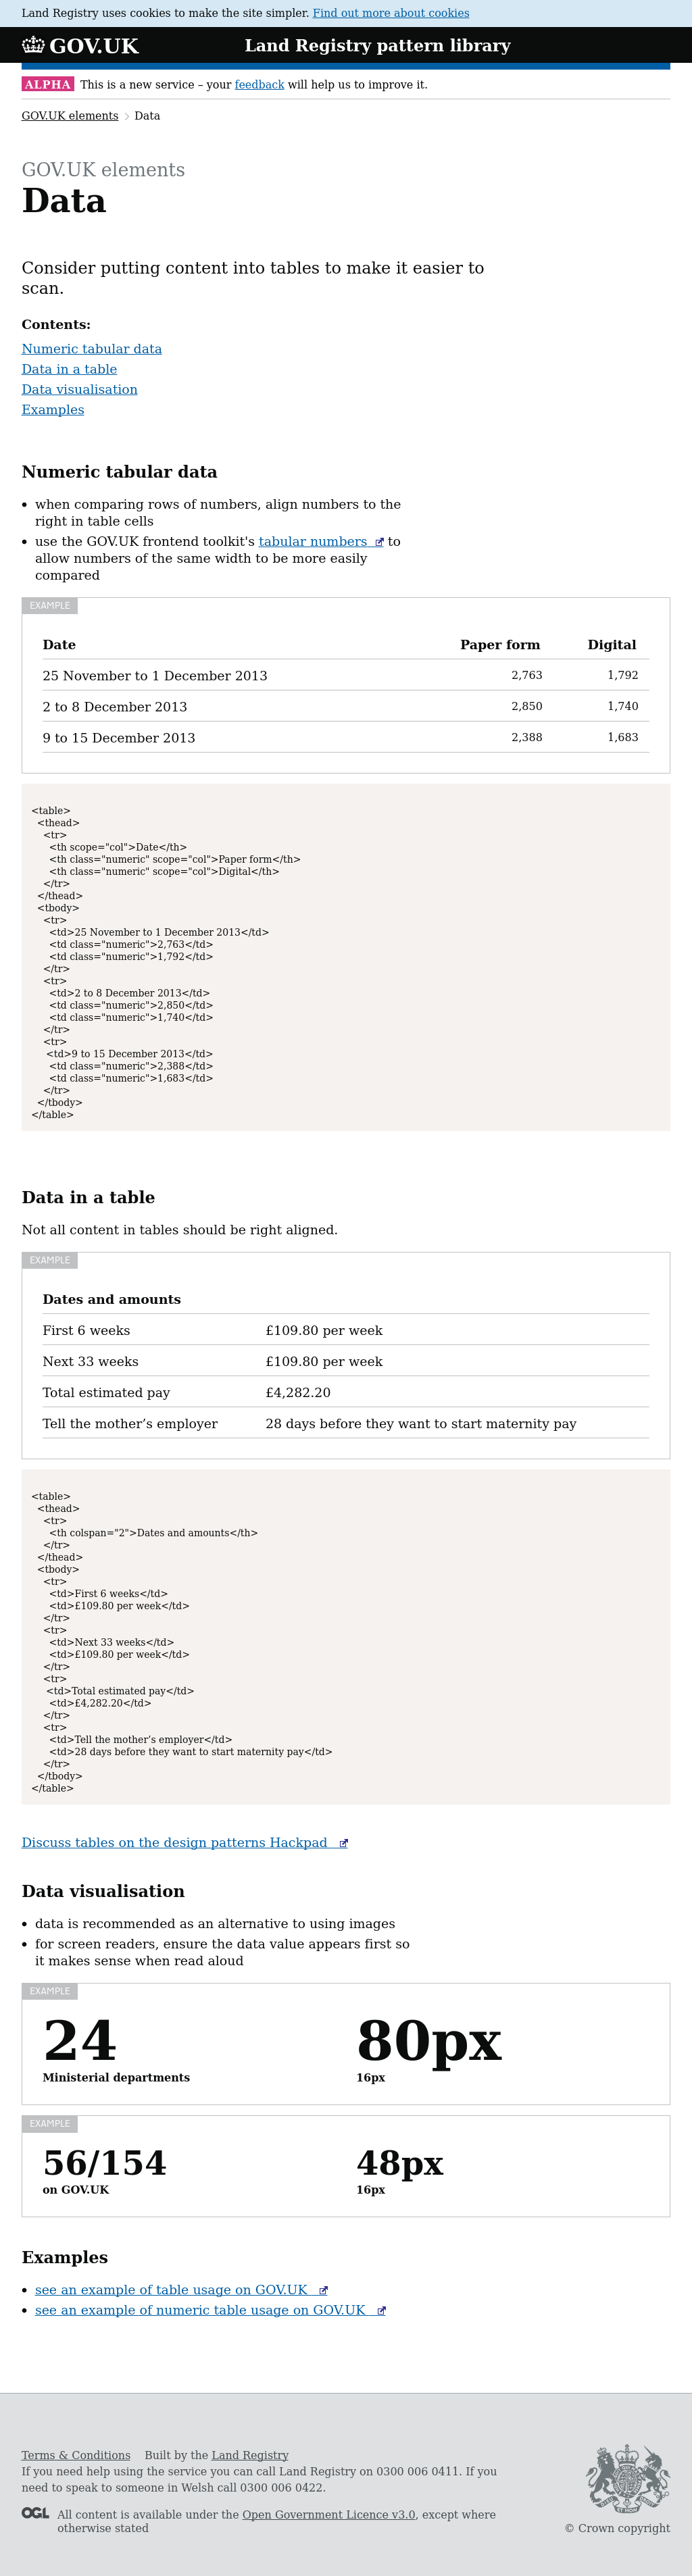 Land Registry uses cookies to make the site simpler. Find out more about cookies
GOV.UK
Land Registry pattern library
ALPHA This is a new service – your feedback will help us to improve it.
GOV.UK elements Data
GOV.UK elements
Data
Consider putting content into tables to make it easier to
scan.
Contents:
Numeric tabular data
Data in a table
Data visualisation
Examples
Numeric tabular data
• when comparing rows of numbers, align numbers to the
right in table cells
• use the GOV.UK frontend toolkit's tabular numbers to
allow numbers of the same width to be more easily
compared
EXAMPLE
Date Paper form Digital
25 November to 1 December 2013 2,763 1,792
2 to 8 December 2013 2,850 1,740
9 to 15 December 2013 2,388 1,683
<table>
  <thead>
    <tr>
      <th scope="col">Date</th>
      <th class="numeric" scope="col">Paper form</th>
      <th class="numeric" scope="col">Digital</th>
    </tr>
  </thead>
  <tbody>
    <tr>
      <td>25 November to 1 December 2013</td>
      <td class="numeric">2,763</td>
      <td class="numeric">1,792</td>
    </tr>
    <tr>
      <td>2 to 8 December 2013</td>
      <td class="numeric">2,850</td>
      <td class="numeric">1,740</td>
    </tr>
    <tr>
     <td>9 to 15 December 2013</td>
      <td class="numeric">2,388</td>
      <td class="numeric">1,683</td>
    </tr>
  </tbody>
</table>
Data in a table
Not all content in tables should be right aligned.
EXAMPLE
Dates and amounts
First 6 weeks £109.80 per week
Next 33 weeks £109.80 per week
Total estimated pay £4,282.20
Tell the mother’s employer 28 days before they want to start maternity pay
<table>
  <thead>
    <tr>
      <th colspan="2">Dates and amounts</th>
    </tr>
  </thead>
  <tbody>
    <tr>
      <td>First 6 weeks</td>
      <td>£109.80 per week</td>
    </tr>
    <tr>
      <td>Next 33 weeks</td>
      <td>£109.80 per week</td>
    </tr>
    <tr>
     <td>Total estimated pay</td>
      <td>£4,282.20</td>
    </tr>
    <tr>
      <td>Tell the mother’s employer</td>
      <td>28 days before they want to start maternity pay</td>
    </tr>
  </tbody>
</table>
Discuss tables on the design patterns Hackpad
Data visualisation
• data is recommended as an alternative to using images
• for screen readers, ensure the data value appears first so
it makes sense when read aloud
EXAMPLE
24 80px
Ministerial departments 16px
EXAMPLE
56/154 48px
on GOV.UK 16px
Examples
• see an example of table usage on GOV.UK
• see an example of numeric table usage on GOV.UK
Terms & Conditions Built by the Land Registry
If you need help using the service you can call Land Registry on 0300 006 0411. If you
need to speak to someone in Welsh call 0300 006 0422.
OGL All content is available under the Open Government Licence v3.0, except where
otherwise stated
© Crown copyright